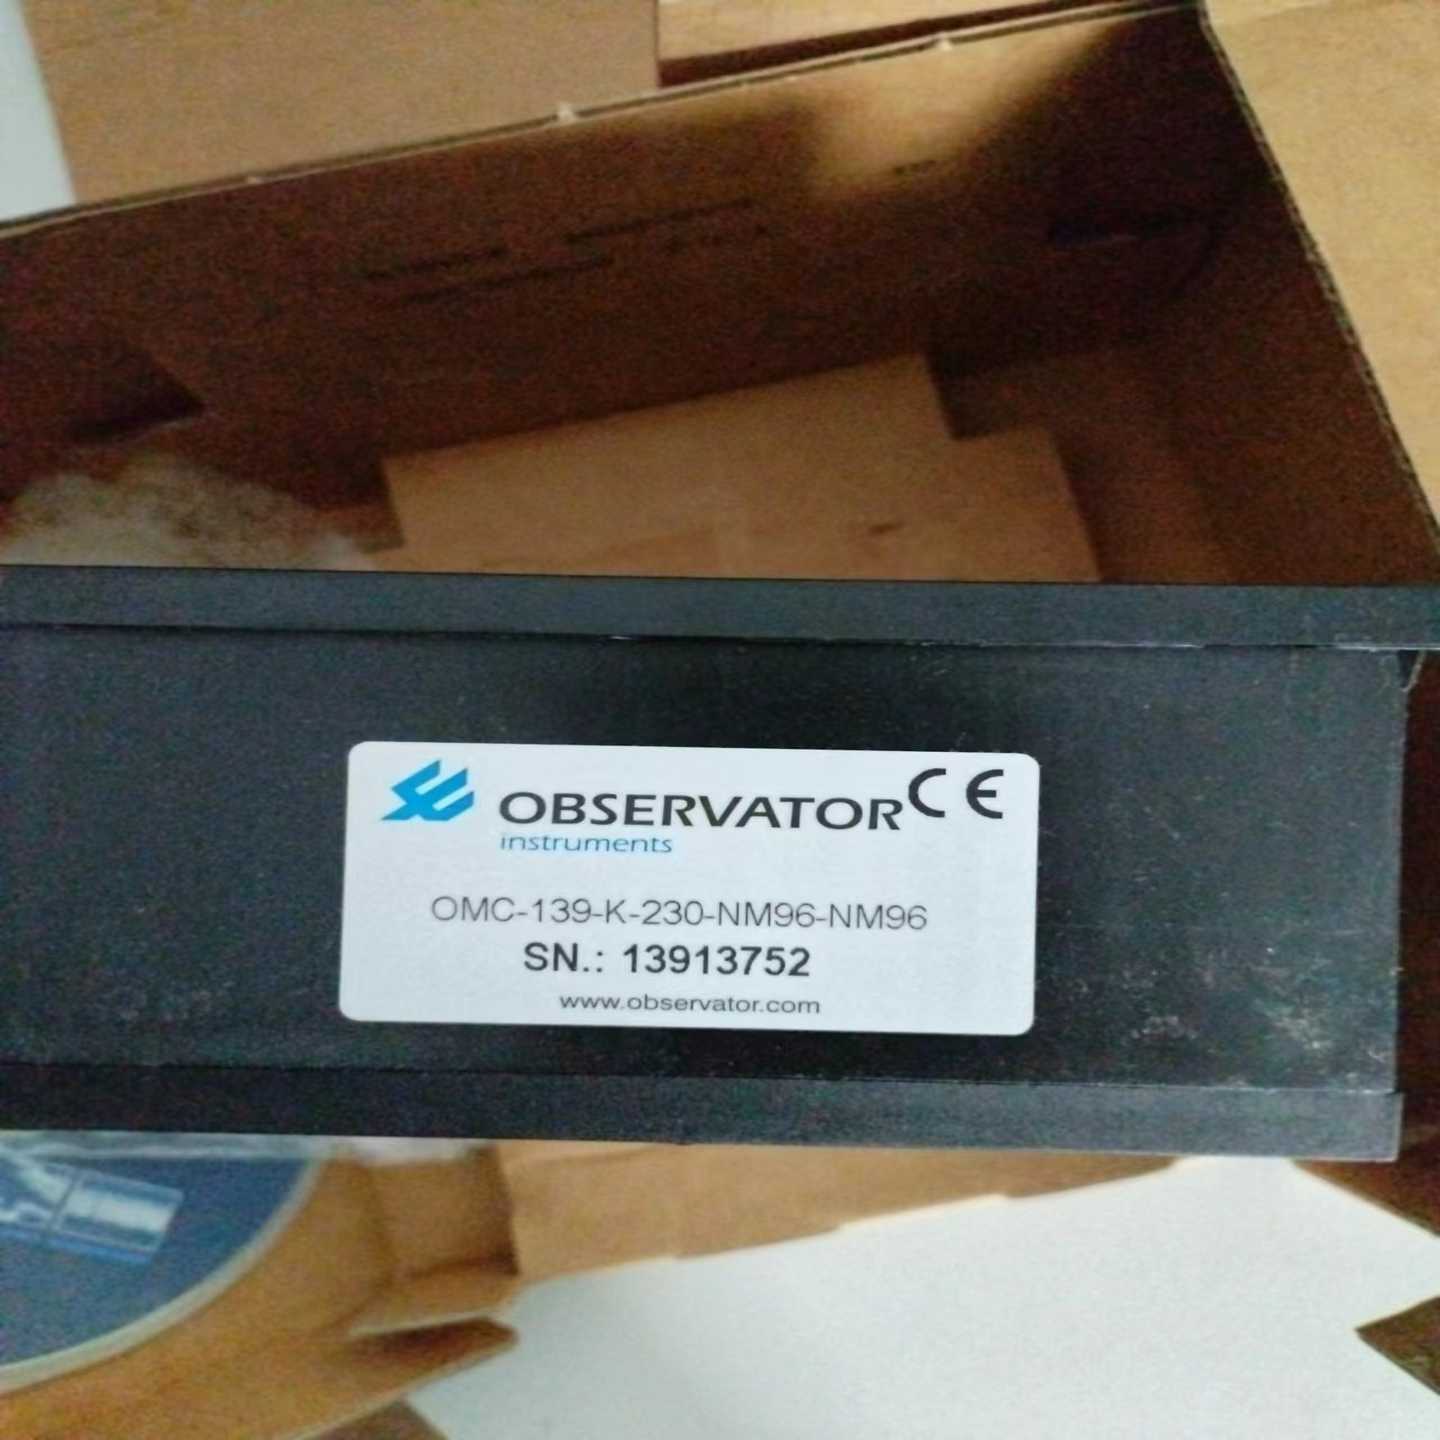 OBSERVATOR CE
instruments
OMC-139-K-230-NM96-NM96
SN.: 13913752
www.observator.com